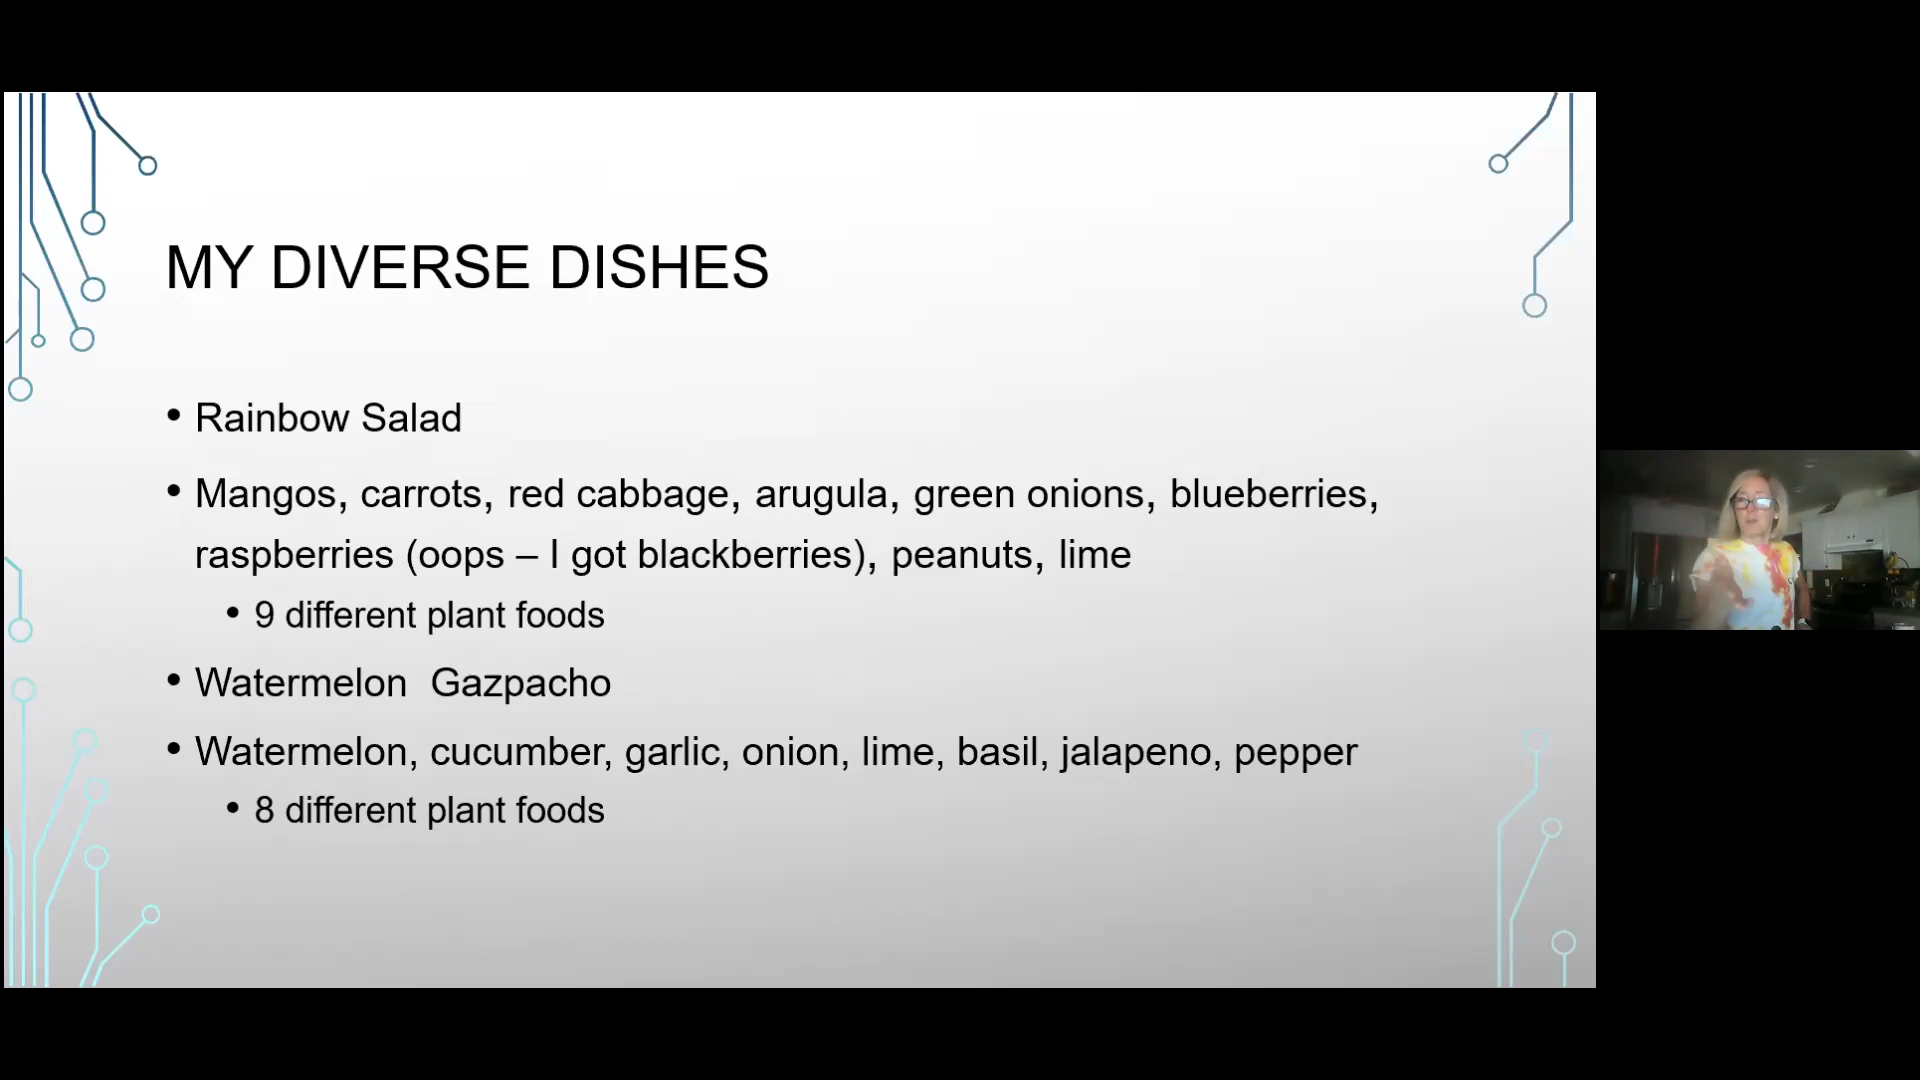 MY DIVERSE DISHES
• Rainbow Salad
• Mangos, carrots, red cabbage, arugula, green onions, blueberries,
raspberries (oops – I got blackberries), peanuts, lime
• 9 different plant foods
• Watermelon  Gazpacho
• Watermelon, cucumber, garlic, onion, lime, basil, jalapeno, pepper
• 8 different plant foods